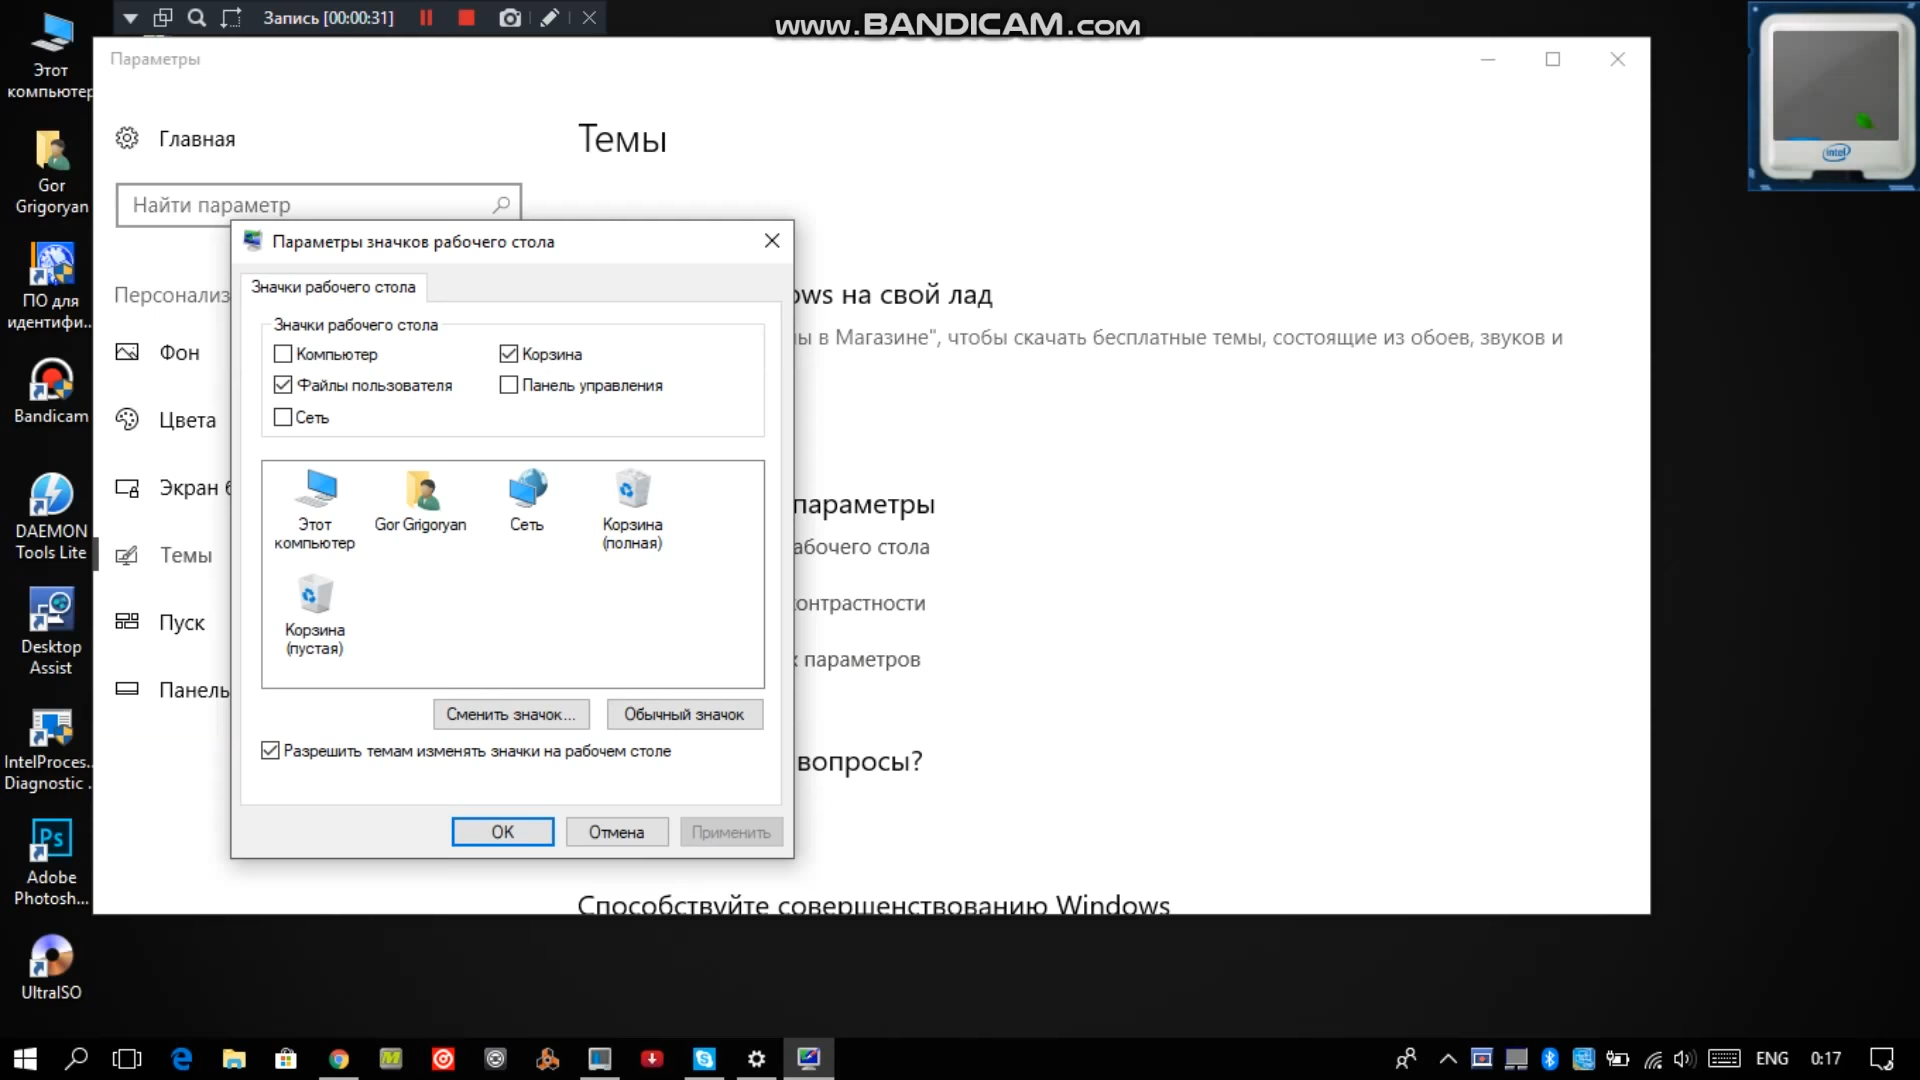 Запись [00:00:31]
www.BANDICAM.com
Этот
компьютер
Gor
Grigoryan
ПО для
идентифи...
Bandicam
DAEMON
Tools Lite
Desktop
Assist
IntelProces...
Diagnostic ...
Ps
Adobe
Photosh...
UltraISO
intel
Параметры
Главная
Найти параметр
Персонализ
Фон
Цвета
Экран б
Темы
Пуск
Панель
Темы
ows на свой лад
ы в Магазине", чтобы скачать бесплатные темы, состоящие из обоев, звуков и
параметры
абочего стола
онтрастности
х параметров
вопросы?
Способствуйте совершенствованию Windows
Параметры значков рабочего стола
Значки рабочего стола
Значки рабочего стола
Компьютер
Корзина
Файлы пользователя
Панель управления
Сеть
Этот
компьютер
Gor Grigoryan
Сеть
Корзина
(полная)
Корзина
(пустая)
Сменить значок...
Обычный значок
Разрешить темам изменять значки на рабочем столе
OK
Отмена
Применить
ENG
0:17